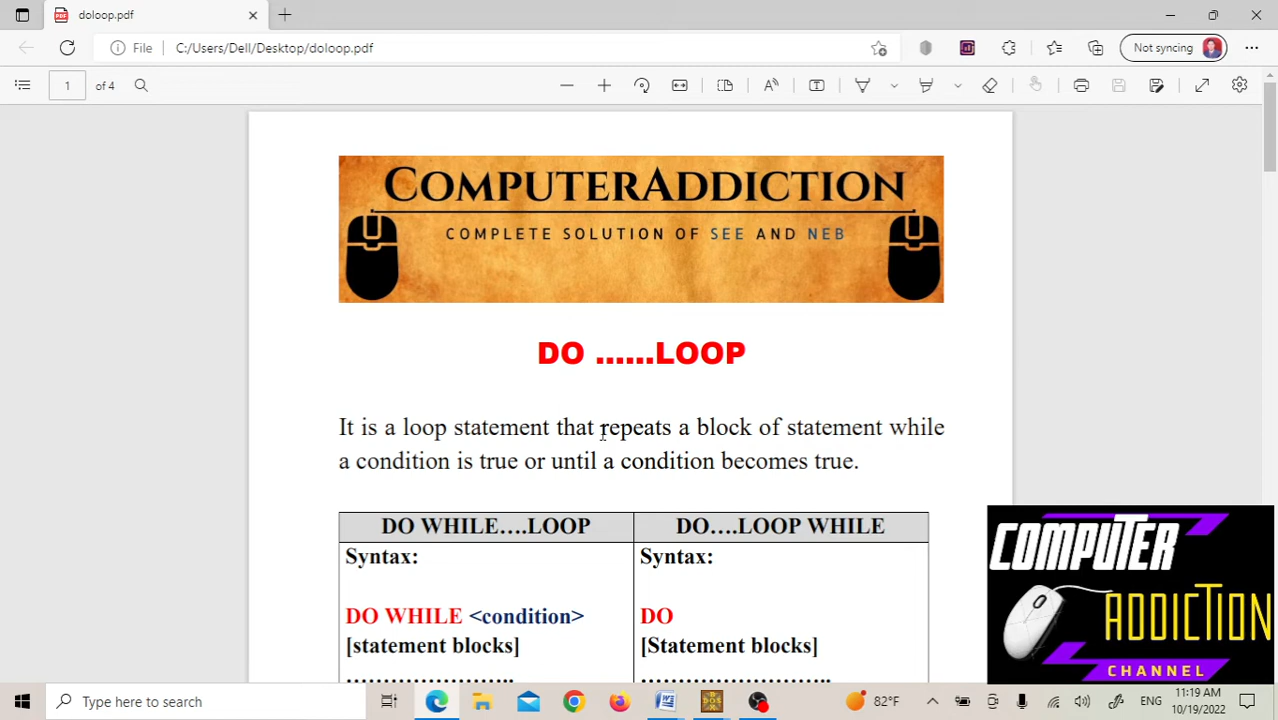 doloop.pdf
File
C:/Users/Dell/Desktop/doloop.pdf
Not syncing
1
of 4
COMPUTERADDICTION
COMPLETE SOLUTION OF SEE AND NEB
DO ......LOOP
It is a loop statement that repeats a block of statement while
a condition is true or until a condition becomes true.
DO WHILE....LOOP
DO....LOOP WHILE
Syntax:
Syntax:
DO WHILE <condition>
DO
[statement blocks]
[Statement blocks]
COMPUTER
ADDICTION
CHANNEL
Type here to search
DOS
82°F
ENG
11:19 AM
10/19/2022